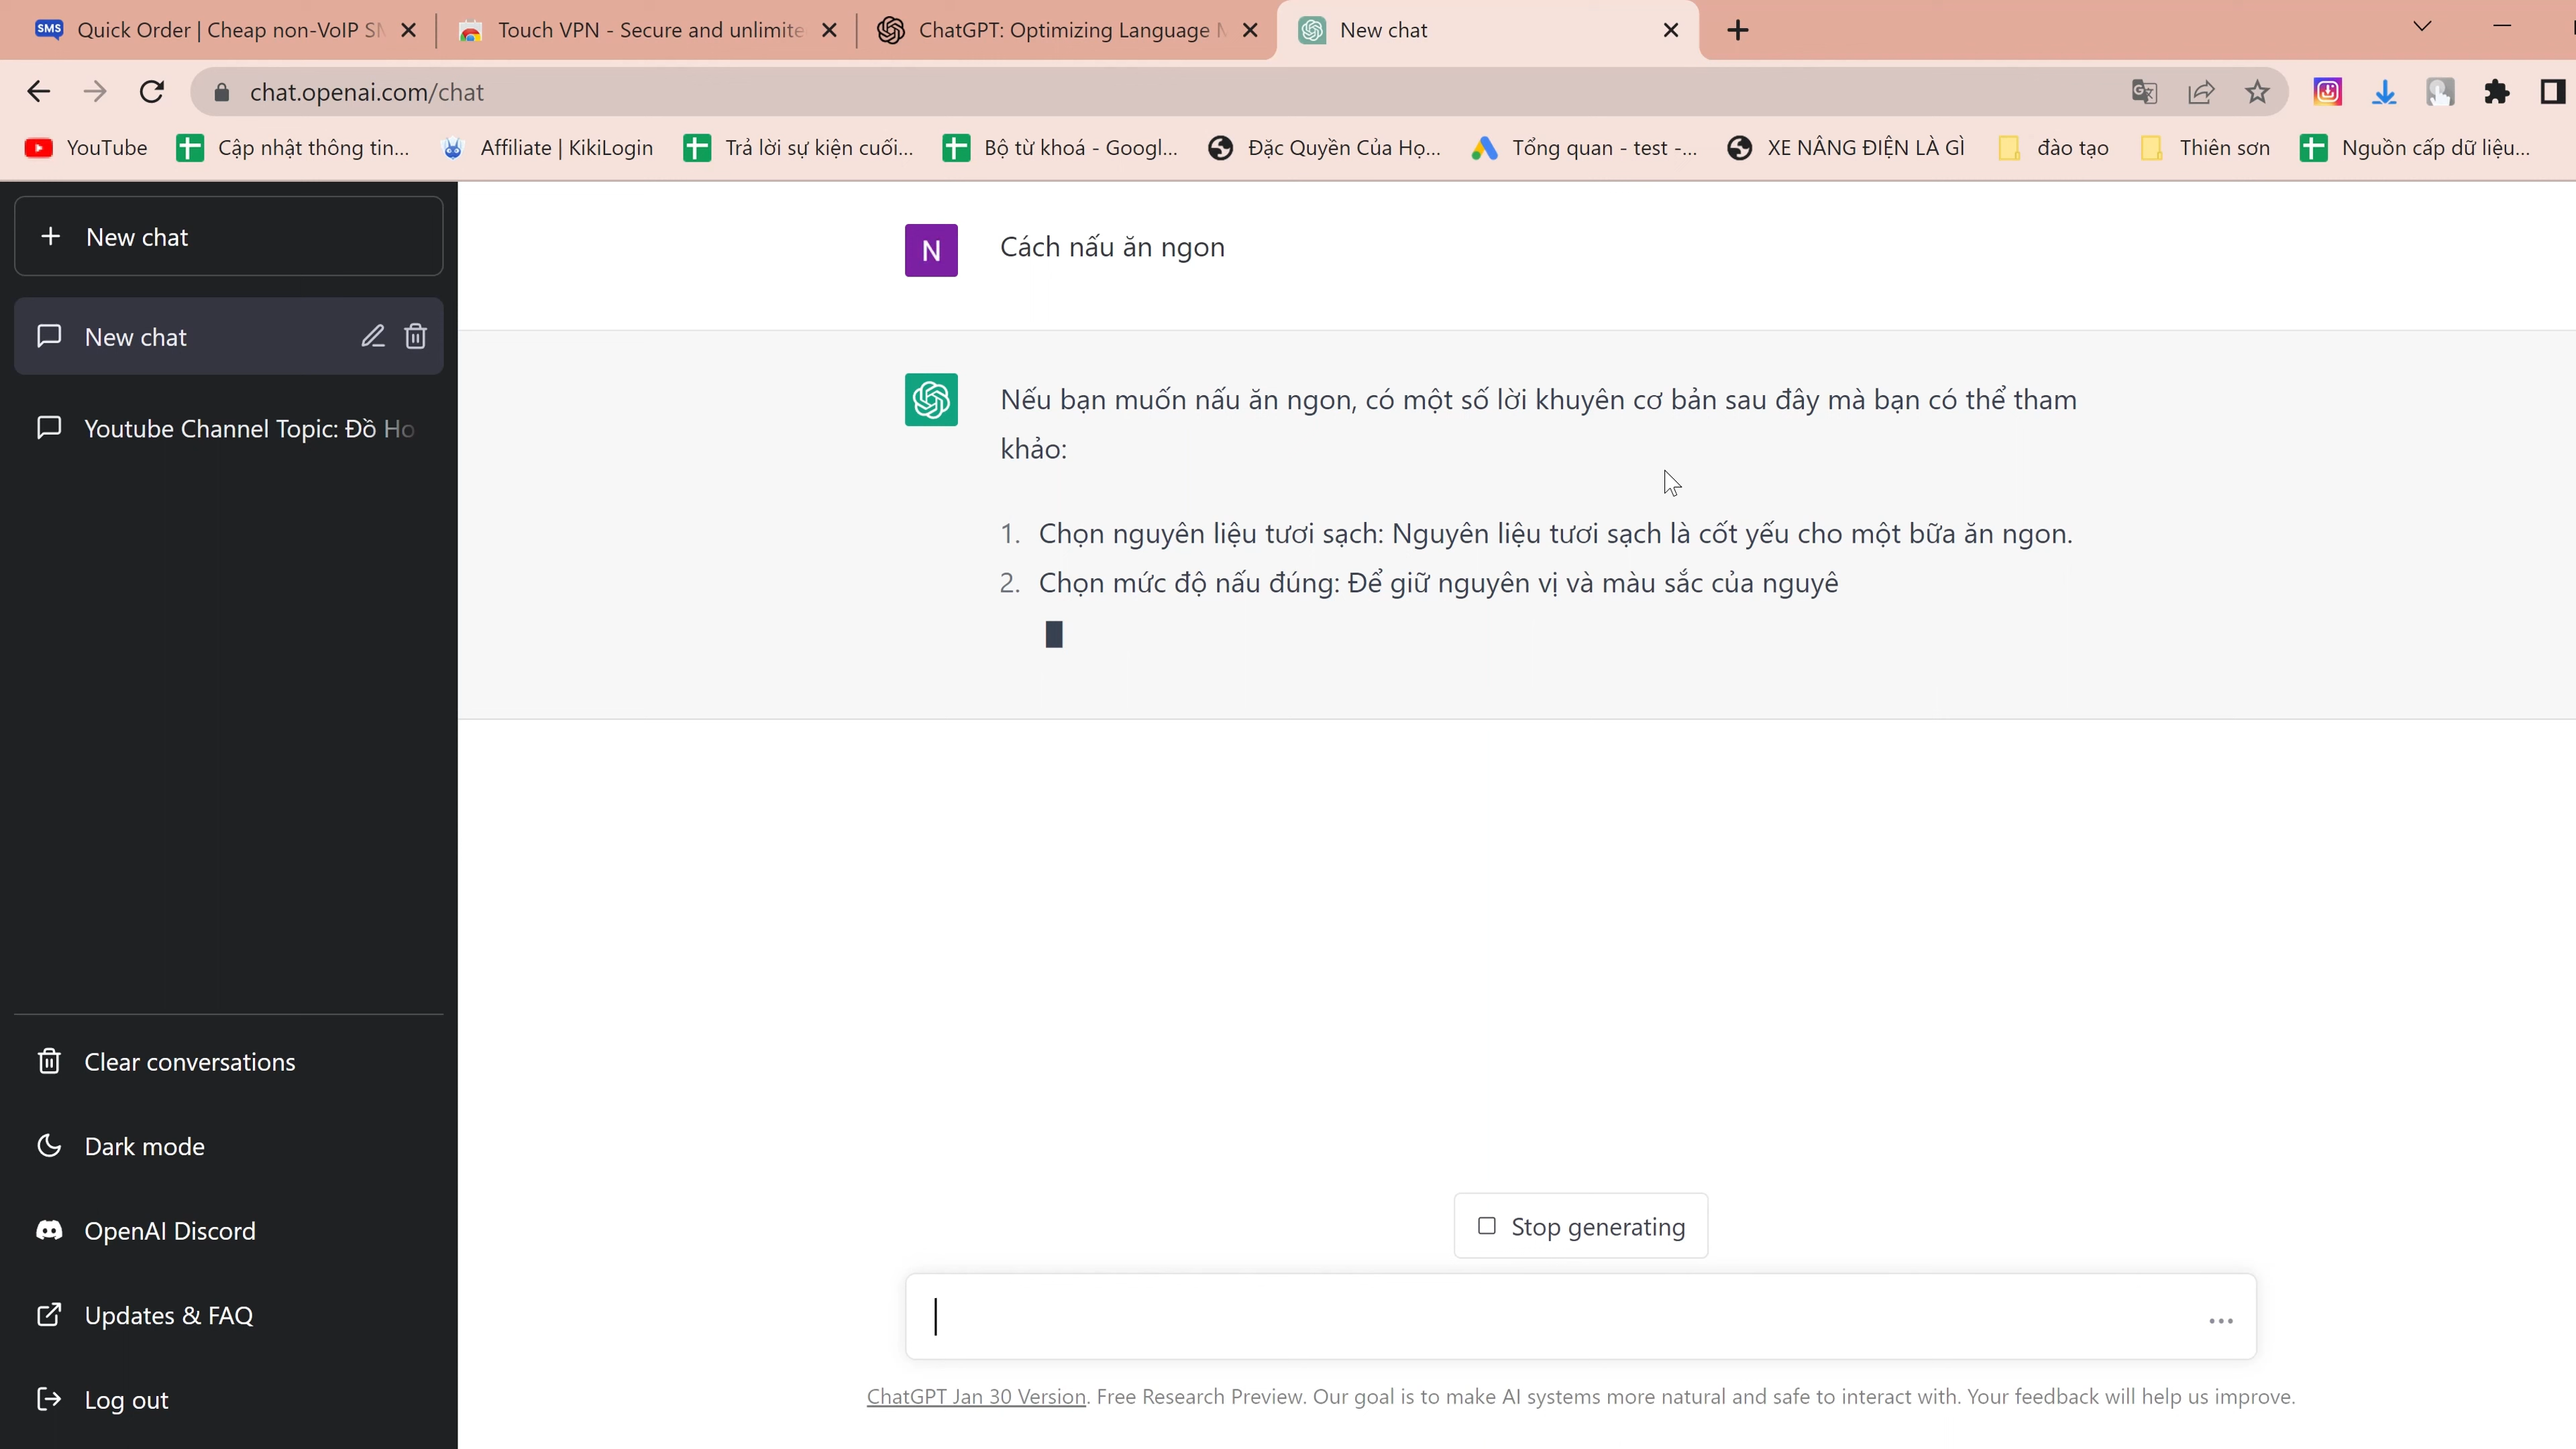 SMS
Quick Order | Cheap non-VoIP SM
Touch VPN - Secure and unlimite
ChatGPT: Optimizing Language M
New chat
chat.openai.com/chat
YouTube
Cập nhật thông tin...
Affiliate | KikiLogin
Trả lời sự kiện cuối...
Bộ từ khoá - Googl...
Đặc Quyền Của Họ...
Tổng quan - test -...
XE NÂNG ĐIỆN LÀ GÌ
đào tạo
Thiên sơn
Nguồn cấp dữ liệu...
New chat
New chat
Youtube Channel Topic: Đồ Ho
Clear conversations
Dark mode
OpenAI Discord
Updates & FAQ
Log out
N
Cách nấu ăn ngon
Nếu bạn muốn nấu ăn ngon, có một số lời khuyên cơ bản sau đây mà bạn có thể tham
khảo:
1. Chọn nguyên liệu tươi sạch: Nguyên liệu tươi sạch là cốt yếu cho một bữa ăn ngon.
2. Chọn mức độ nấu đúng: Để giữ nguyên vị và màu sắc của nguyê
Stop generating
ChatGPT Jan 30 Version. Free Research Preview. Our goal is to make AI systems more natural and safe to interact with. Your feedback will help us improve.